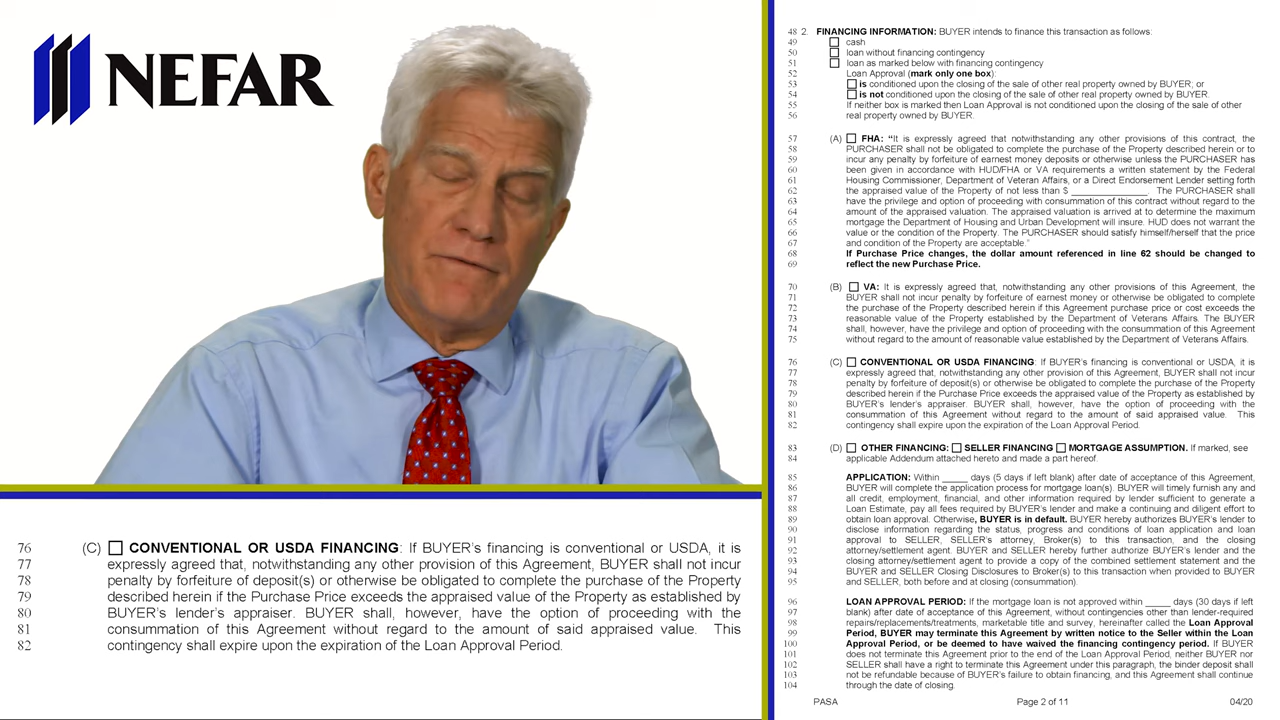 NEFAR
76 (C) ☐ CONVENTIONAL OR USDA FINANCING: If BUYER's financing is conventional or USDA, it is
77 expressly agreed that, notwithstanding any other provision of this Agreement, BUYER shall not incur
78 penalty by forfeiture of deposit(s) or otherwise be obligated to complete the purchase of the Property
79 described herein if the Purchase Price exceeds the appraised value of the Property as established by
80 BUYER's lender's appraiser. BUYER shall, however, have the option of proceeding with the
81 consummation of this Agreement without regard to the amount of said appraised value. This
82 contingency shall expire upon the expiration of the Loan Approval Period.
48 2. FINANCING INFORMATION: BUYER intends to finance this transaction as follows:
49 ☐ cash
50 ☐ loan without financing contingency
51 ☐ loan as marked below with financing contingency
52 Loan Approval (mark only one box):
53 ☐ is conditioned upon the closing of the sale of other real property owned by BUYER; or
54 ☐ is not conditioned upon the closing of the sale of other real property owned by BUYER.
55 If neither box is marked then Loan Approval is not conditioned upon the closing of the sale of other
56 real property owned by BUYER.
57 (A) ☐ FHA: "It is expressly agreed that notwithstanding any other provisions of this contract, the
58 PURCHASER shall not be obligated to complete the purchase of the Property described herein or to
59 incur any penalty by forfeiture of earnest money deposits or otherwise unless the PURCHASER has
60 been given in accordance with HUD/FHA or VA requirements a written statement by the Federal
61 Housing Commissioner, Department of Veteran Affairs, or a Direct Endorsement Lender setting forth
62 the appraised value of the Property of not less than $ ________________. The PURCHASER shall
63 have the privilege and option of proceeding with consummation of this contract without regard to the
64 amount of the appraised valuation. The appraised valuation is arrived at to determine the maximum
65 mortgage the Department of Housing and Urban Development will insure. HUD does not warrant the
66 value or the condition of the Property. The PURCHASER should satisfy himself/herself that the price
67 and condition of the Property are acceptable."
68 If Purchase Price changes, the dollar amount referenced in line 62 should be changed to
69 reflect the new Purchase Price.
70 (B) ☐ VA: It is expressly agreed that, notwithstanding any other provisions of this Agreement, the
71 BUYER shall not incur penalty by forfeiture of earnest money or otherwise be obligated to complete
72 the purchase of the Property described herein if this Agreement purchase price or cost exceeds the
73 reasonable value of the Property established by the Department of Veterans Affairs. The BUYER
74 shall, however, have the privilege and option of proceeding with the consummation of this Agreement
75 without regard to the amount of reasonable value established by the Department of Veterans Affairs.
76 (C) ☐ CONVENTIONAL OR USDA FINANCING: If BUYER's financing is conventional or USDA, it is
77 expressly agreed that, notwithstanding any other provision of this Agreement, BUYER shall not incur
78 penalty by forfeiture of deposit(s) or otherwise be obligated to complete the purchase of the Property
79 described herein if the Purchase Price exceeds the appraised value of the Property as established by
80 BUYER's lender's appraiser. BUYER shall, however, have the option of proceeding with the
81 consummation of this Agreement without regard to the amount of said appraised value. This
82 contingency shall expire upon the expiration of the Loan Approval Period.
83 (D) ☐ OTHER FINANCING: ☐ SELLER FINANCING ☐ MORTGAGE ASSUMPTION. If marked, see
84 applicable Addendum attached hereto and made a part hereof.
85 APPLICATION: Within _____ days (5 days if left blank) after date of acceptance of this Agreement,
86 BUYER will complete the application process for mortgage loan(s). BUYER will timely furnish any and
87 all credit, employment, financial, and other information required by lender sufficient to generate a
88 Loan Estimate, pay all fees required by BUYER's lender and make a continuing and diligent effort to
89 obtain loan approval. Otherwise, BUYER is in default. BUYER hereby authorizes BUYER's lender to
90 disclose information regarding the status, progress and conditions of loan application and loan
91 approval to SELLER, SELLER's attorney, Broker(s) to this transaction, and the closing
92 attorney/settlement agent. BUYER and SELLER hereby further authorize BUYER's lender and the
93 closing attorney/settlement agent to provide a copy of the combined settlement statement and the
94 BUYER and SELLER Closing Disclosures to Broker(s) to this transaction when provided to BUYER
95 and SELLER, both before and at closing (consummation).
96 LOAN APPROVAL PERIOD: If the mortgage loan is not approved within _____ days (30 days if left
97 blank) after date of acceptance of this Agreement, without contingencies other than lender-required
98 repairs/replacements/treatments, marketable title and survey, hereinafter called the Loan Approval
99 Period, BUYER may terminate this Agreement by written notice to the Seller within the Loan
100 Approval Period, or be deemed to have waived the financing contingency period. If BUYER
101 does not terminate this Agreement prior to the end of the Loan Approval Period, neither BUYER nor
102 SELLER shall have a right to terminate this Agreement under this paragraph, the binder deposit shall
103 not be refundable because of BUYER's failure to obtain financing, and this Agreement shall continue
104 through the date of closing.
PASA Page 2 of 11 04/20